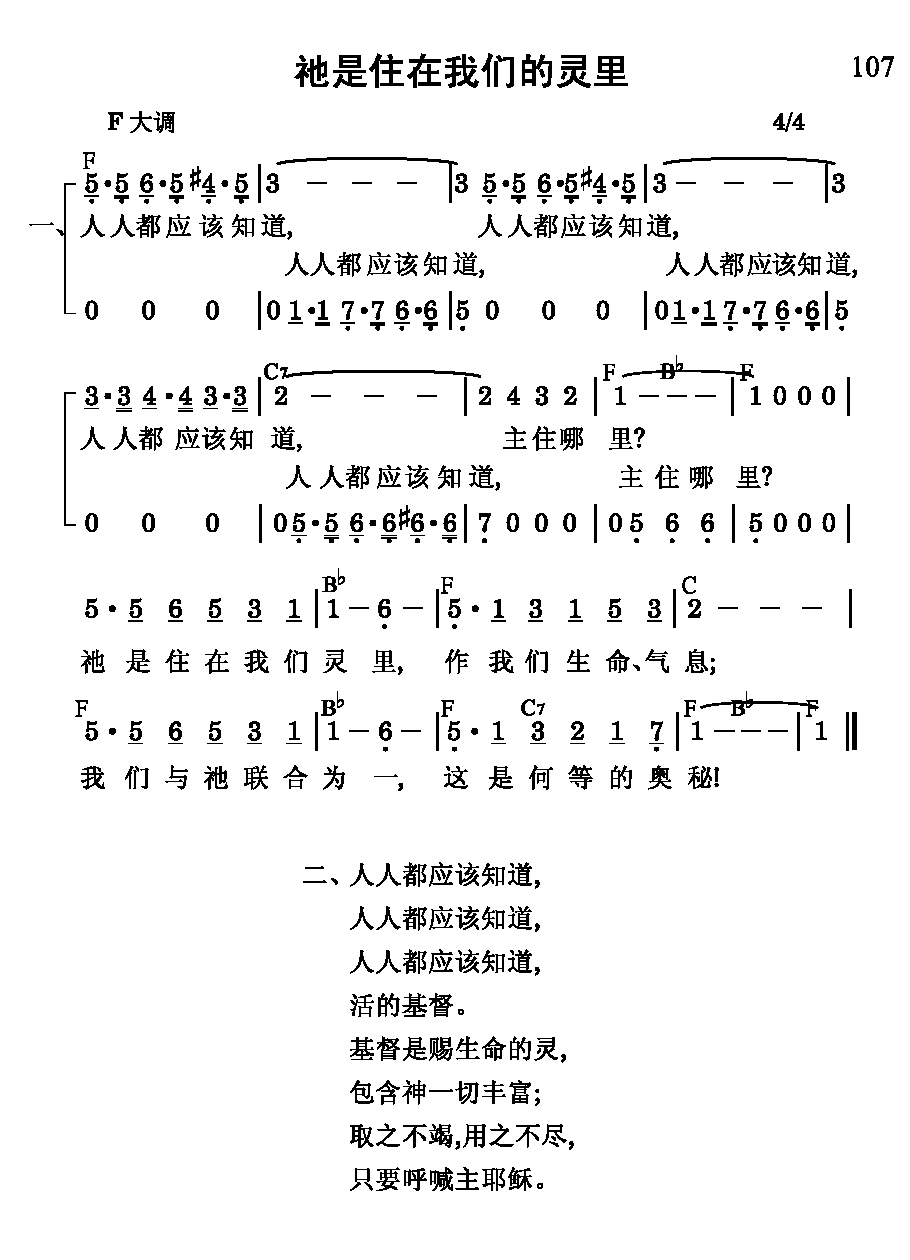 祂是住在我们的灵里 107
F 大调 4/4
F
5·5 6·5 #4·5 | 3 — — — | 3 5·5 6·5 #4·5 | 3 — — — | 3
一、人人都应该知道, 人人都应该知道,
人人都应该知道, 人人都应该知道,
0 0 0 | 0 1·1 7·7 6·6 | 5 0 0 0 | 0 1·1 7·7 6·6 | 5
C7 F B♭ F
3·3 4·4 3·3 | 2 — — — | 2 4 3 2 | 1 — — — | 1 0 0 0 |
人人都应该知道, 主住哪里?
人人都应该知道, 主住哪里?
0 0 0 | 0 5·5 6·6 #6·6 | 7 0 0 0 | 0 5 6 6 | 5 0 0 0 |
B♭ F C
5· 5 6 5 3 1 | 1 — 6 — | 5· 1 3 1 5 3 | 2 — — — |
祂是住在我们灵里, 作我们生命、气息;
F B♭ F C7 F B♭ F
5· 5 6 5 3 1 | 1 — 6 — | 5· 1 3 2 1 7 | 1 — — — | 1 ‖
我们与祂联合为一, 这是何等的奥秘!
二、人人都应该知道,
人人都应该知道,
人人都应该知道,
活的基督。
基督是赐生命的灵,
包含神一切丰富;
取之不竭,用之不尽,
只要呼喊主耶稣。